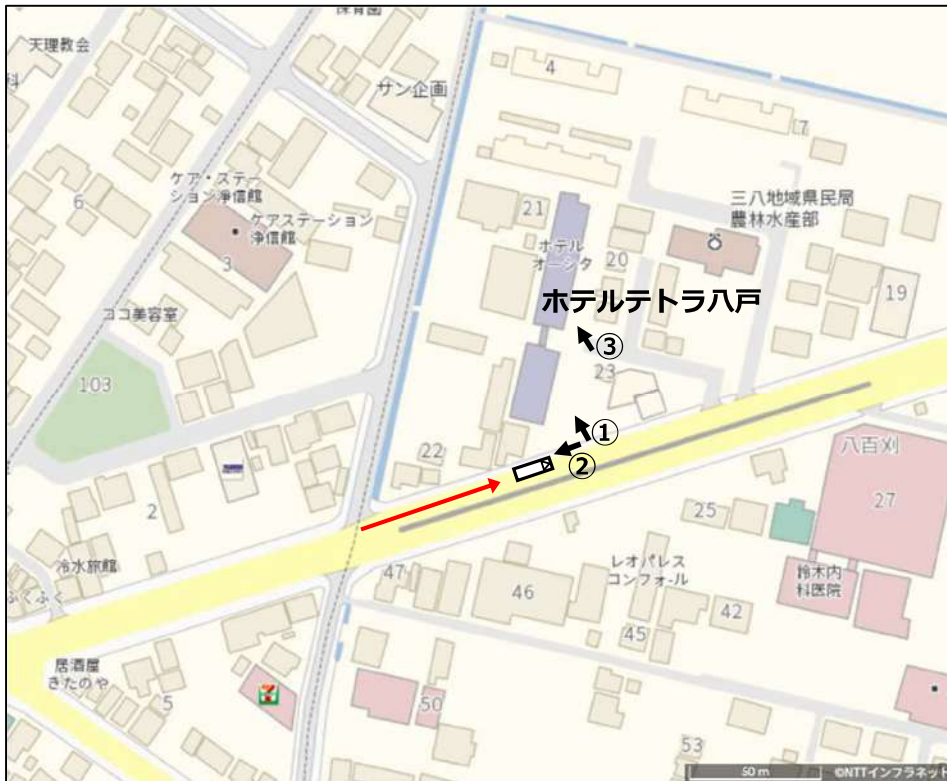 保育園
天理教会
科
サン企画
4
7
ケア・ステー
ション浄信館
ケアステーション
浄信館
6
3
21
三八地域県民局
農林水産部
ホテル
オーシタ
20
ホテルテトラ八戸
19
ココ美容室
③
23
103
①
②
22
八百刈
27
2
25
冷水旅館
レオパレス
コンフォール
47
46
鈴木内
科医院
42
ふくふく
45
居酒屋
きたのや
5
50
53
50 m
©NTTインフラネット